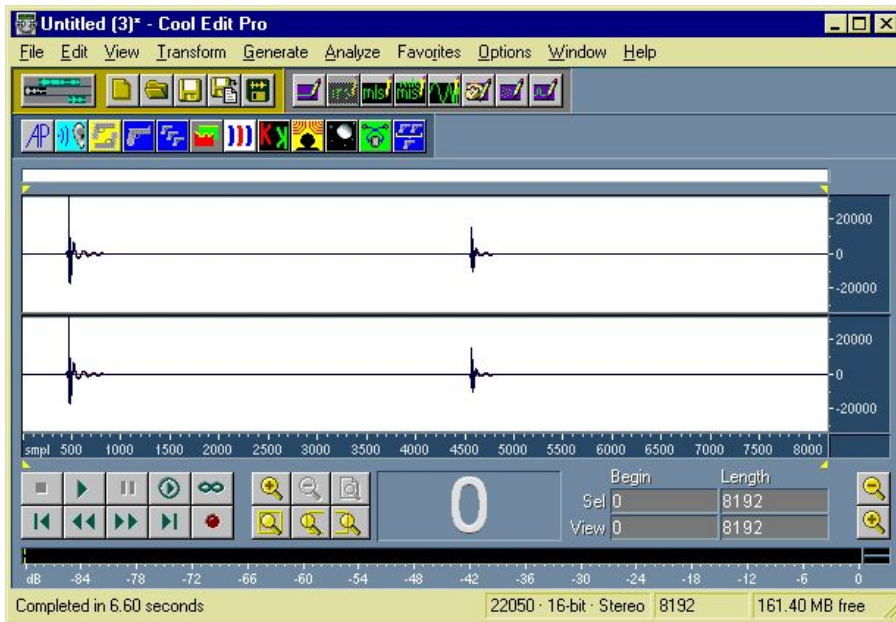 Untitled (3)* - Cool Edit Pro
File Edit View Transform Generate Analyze Favorites Options Window Help
mls mls
AP
20000
0
-20000
20000
0
-20000
smpl 500 1000 1500 2000 2500 3000 3500 4000 4500 5000 5500 6000 6500 7000 7500 8000
0
Begin Length
Sel 0 8192
View 0 8192
dB -84 -78 -72 -66 -60 -54 -48 -42 -36 -30 -24 -18 -12 -6 0
Completed in 6.60 seconds 22050 · 16-bit · Stereo 8192 161.40 MB free